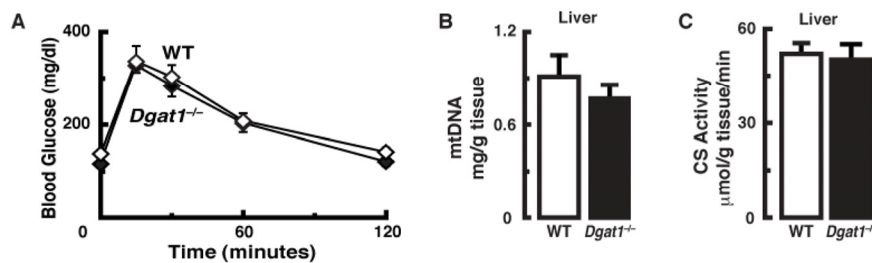 A
Blood Glucose (mg/dl)
400
200
0
60
120
Time (minutes)
WT
Dgat1–/–
B
Liver
mtDNA
mg/g tissue
1.2
0.6
0
WT
Dgat1–/–
C
Liver
CS Activity
μmol/g tissue/min
60
30
0
WT
Dgat1–/